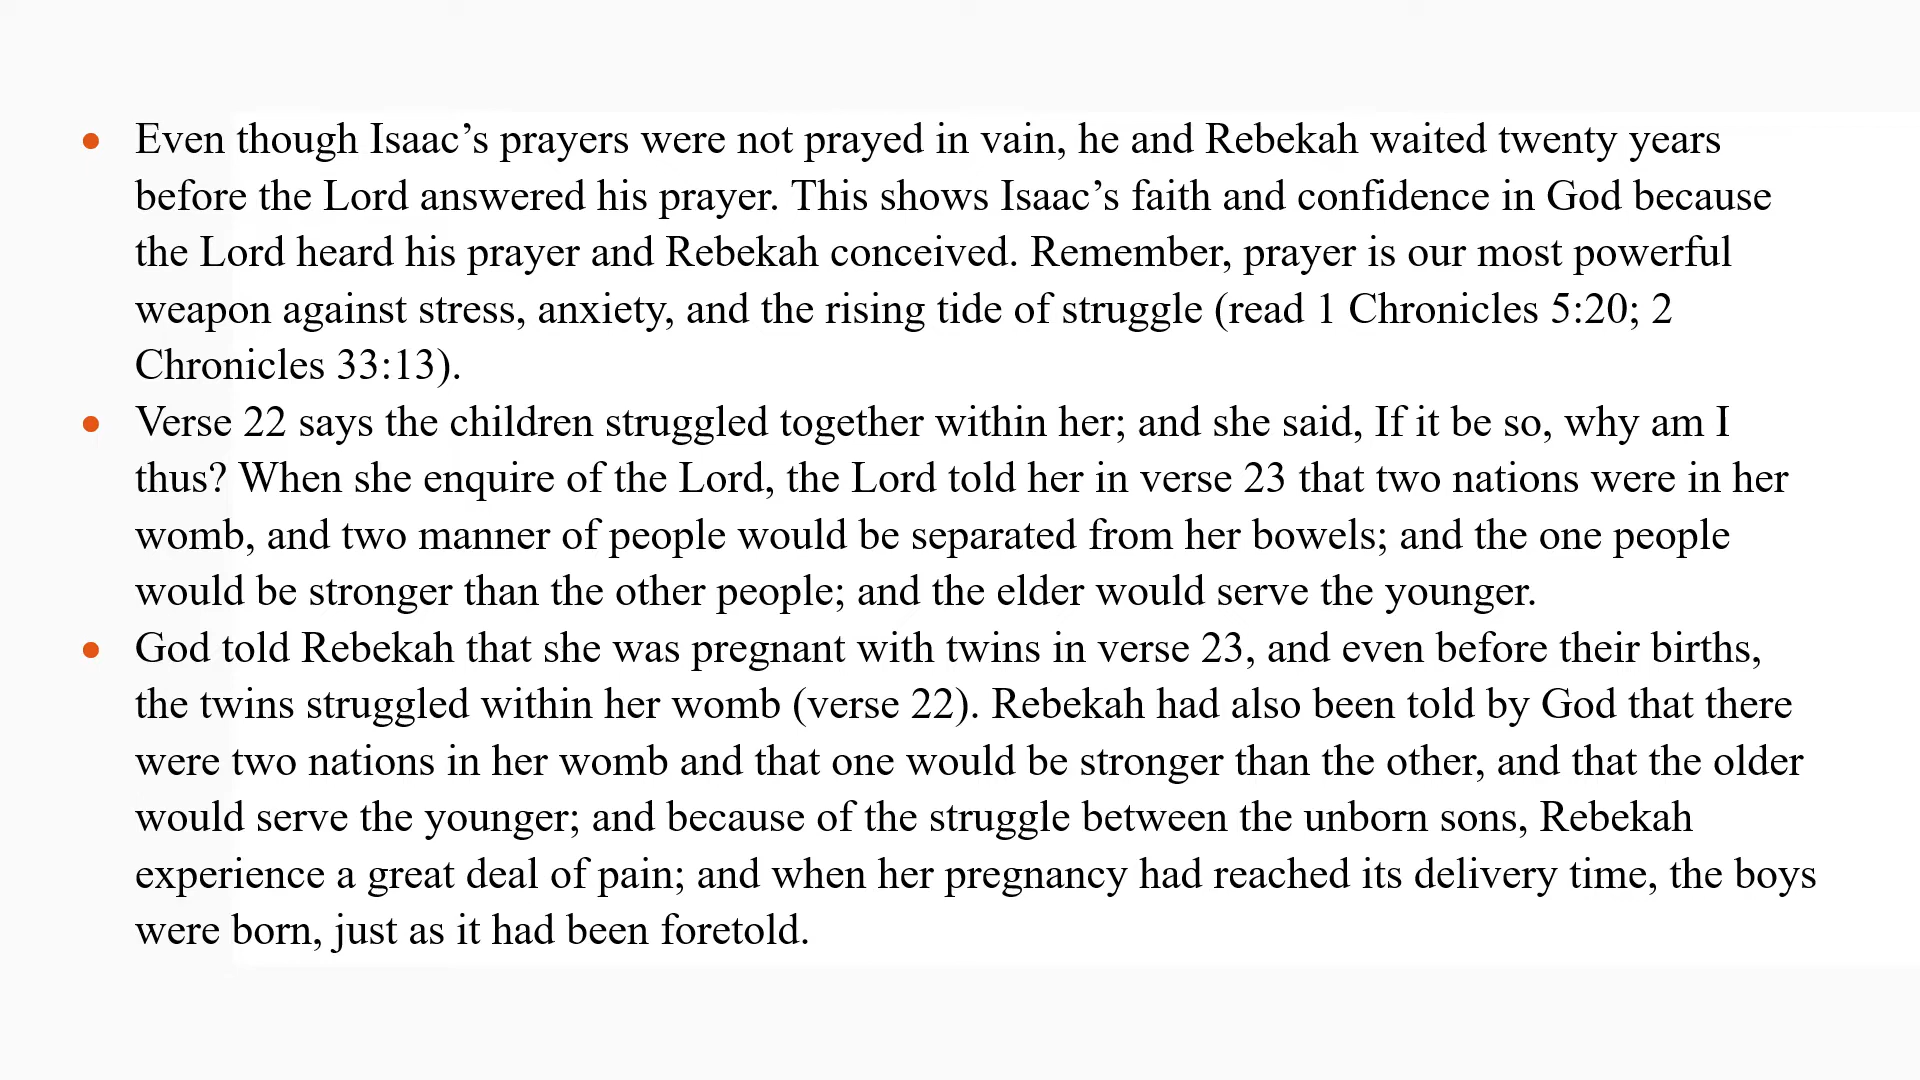 • Even though Isaac’s prayers were not prayed in vain, he and Rebekah waited twenty years
before the Lord answered his prayer. This shows Isaac’s faith and confidence in God because
the Lord heard his prayer and Rebekah conceived. Remember, prayer is our most powerful
weapon against stress, anxiety, and the rising tide of struggle (read 1 Chronicles 5:20; 2
Chronicles 33:13).
• Verse 22 says the children struggled together within her; and she said, If it be so, why am I
thus? When she enquire of the Lord, the Lord told her in verse 23 that two nations were in her
womb, and two manner of people would be separated from her bowels; and the one people
would be stronger than the other people; and the elder would serve the younger.
• God told Rebekah that she was pregnant with twins in verse 23, and even before their births,
the twins struggled within her womb (verse 22). Rebekah had also been told by God that there
were two nations in her womb and that one would be stronger than the other, and that the older
would serve the younger; and because of the struggle between the unborn sons, Rebekah
experience a great deal of pain; and when her pregnancy had reached its delivery time, the boys
were born, just as it had been foretold.